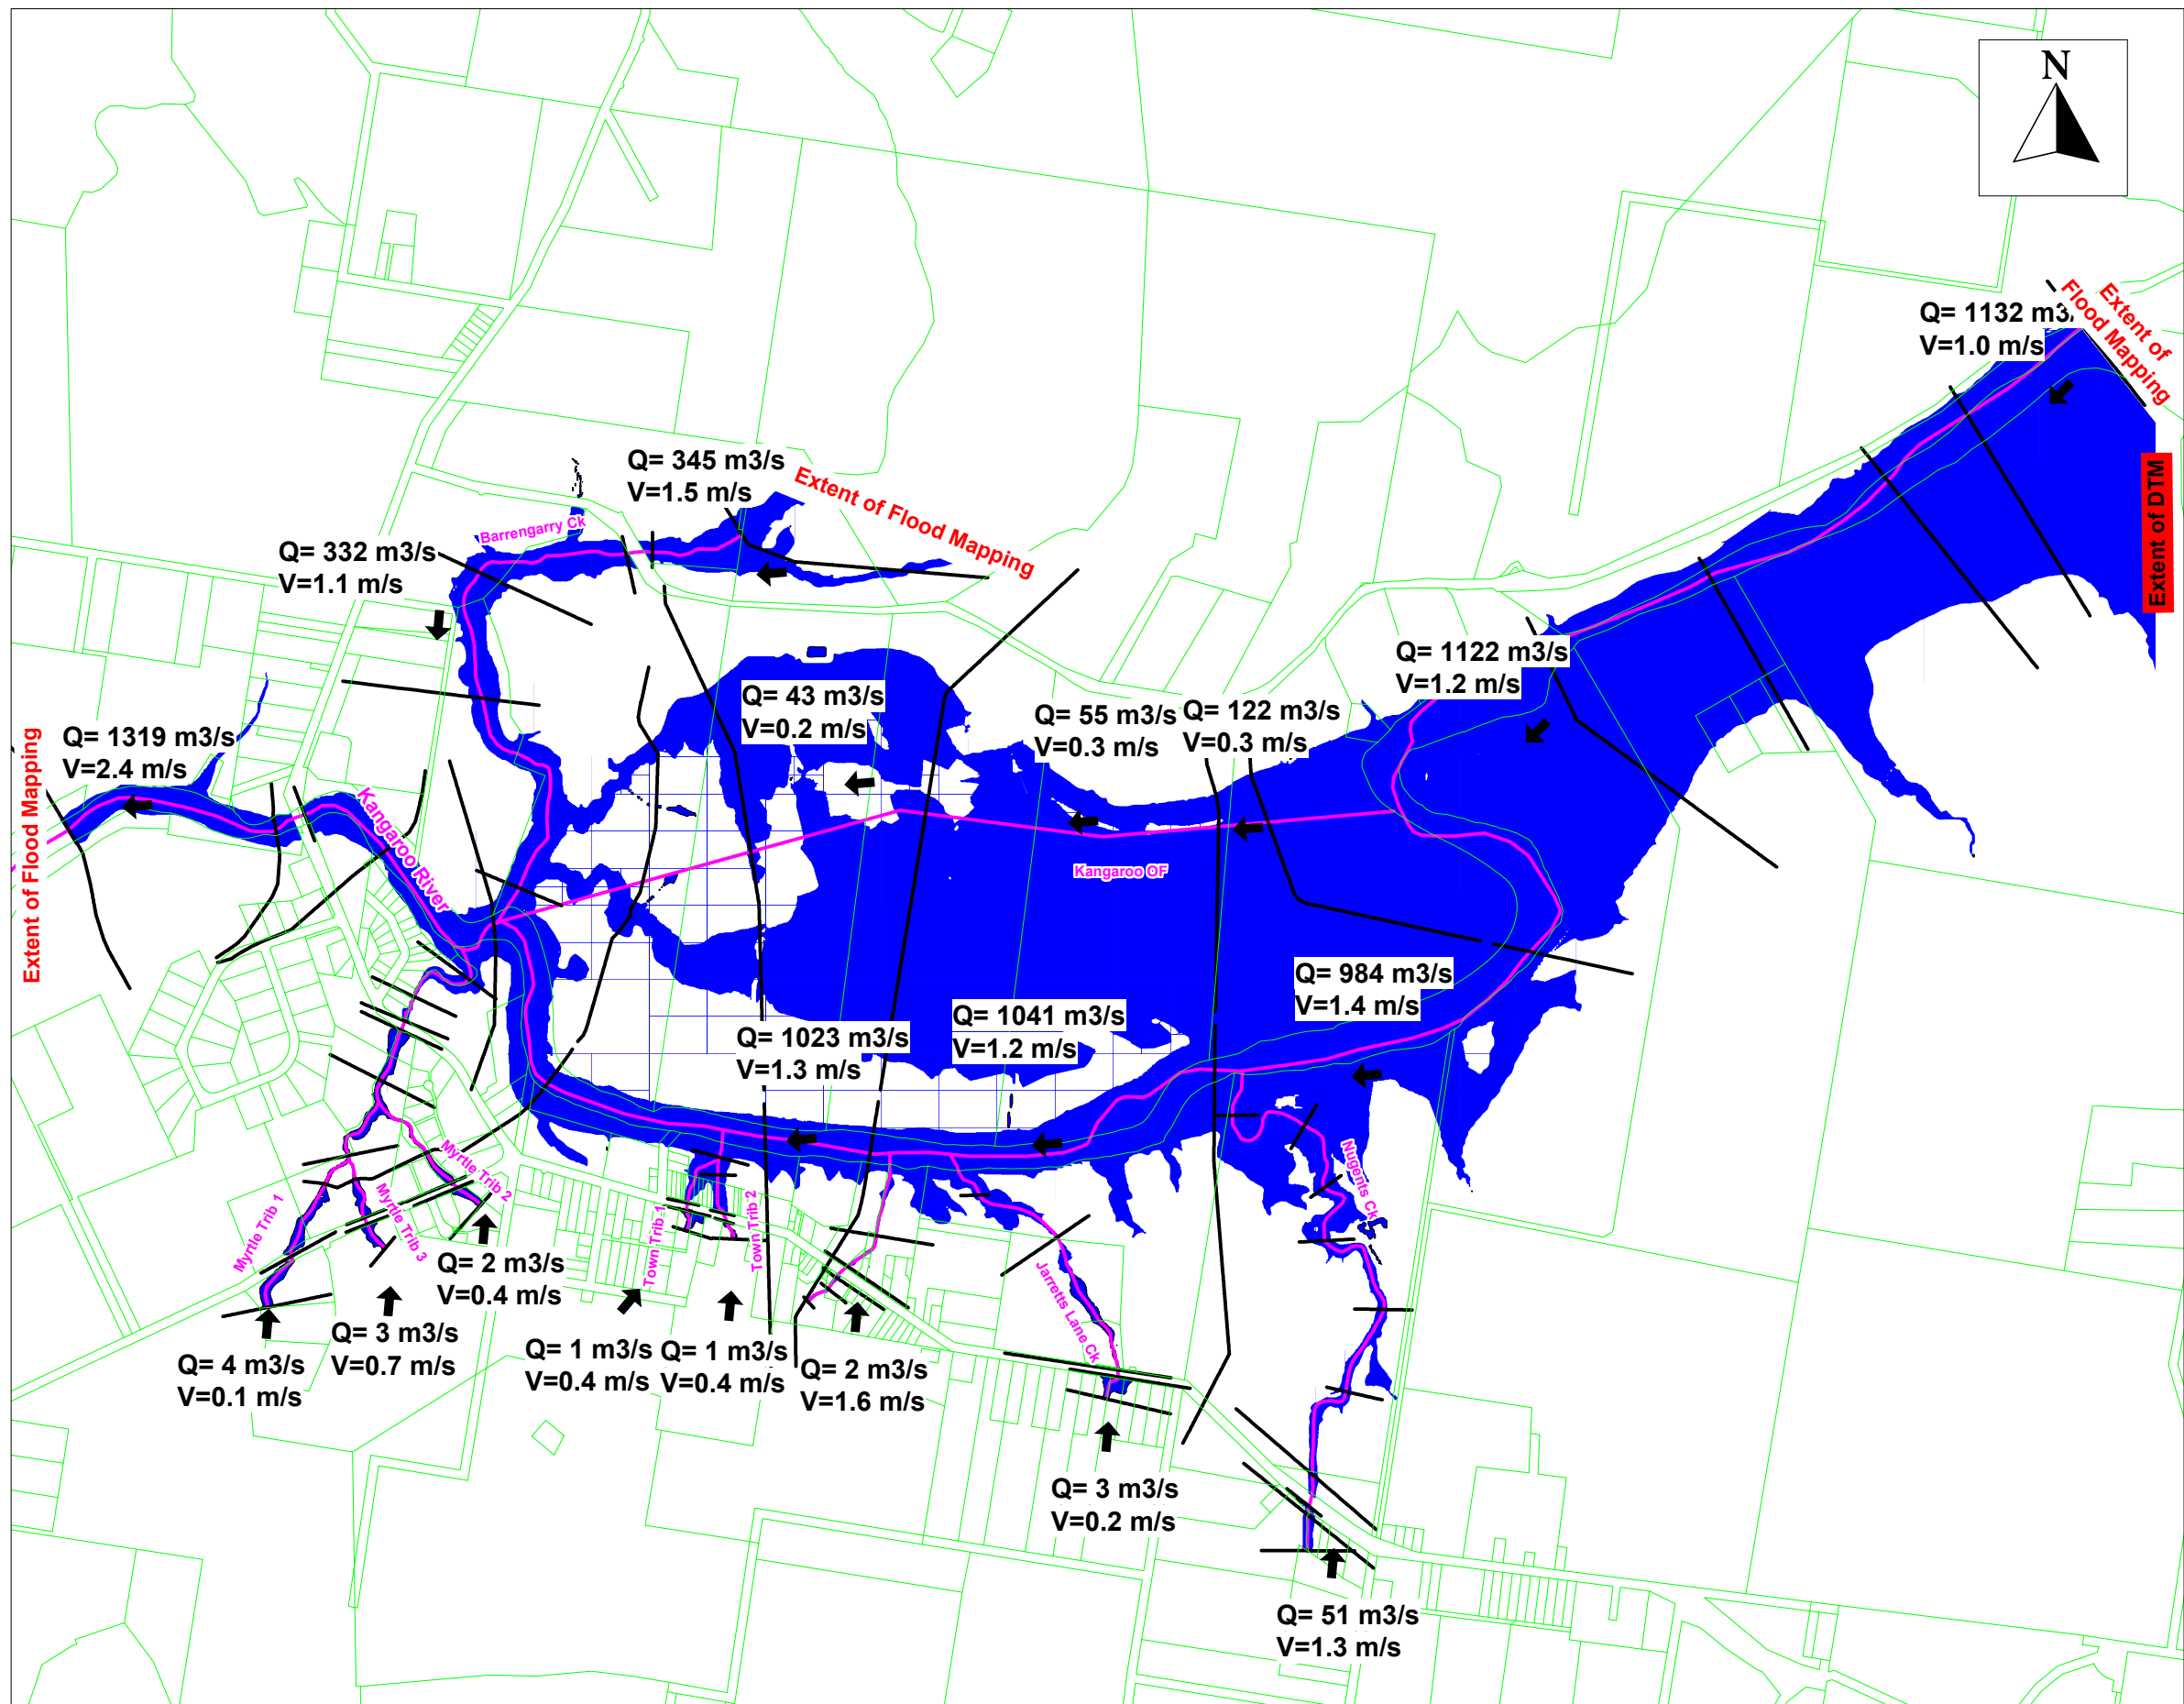 N
Q= 1132 m3/
V=1.0 m/s
Extent of
Flood Mapping
Extent of DTM
Q= 345 m3/s
V=1.5 m/s
Extent of Flood Mapping
Barrengarry Ck
Q= 332 m3/s
V=1.1 m/s
Q= 1122 m3/s
V=1.2 m/s
Q= 43 m3/s
V=0.2 m/s
Q= 55 m3/s
V=0.3 m/s
Q= 122 m3/s
V=0.3 m/s
Q= 1319 m3/s
V=2.4 m/s
Extent of Flood Mapping
Kangaroo River
Kangaroo OF
Q= 984 m3/s
V=1.4 m/s
Q= 1041 m3/s
V=1.2 m/s
Q= 1023 m3/s
V=1.3 m/s
Myrtle Trib 1
Myrtle Trib 3
Myrtle Trib 2
Town Trib 1
Town Trib 2
Jarretts Lane Ck
Nugents Ck
Q= 2 m3/s
V=0.4 m/s
Q= 3 m3/s
V=0.7 m/s
Q= 4 m3/s
V=0.1 m/s
Q= 1 m3/s
V=0.4 m/s
Q= 1 m3/s
V=0.4 m/s
Q= 2 m3/s
V=1.6 m/s
Q= 3 m3/s
V=0.2 m/s
Q= 51 m3/s
V=1.3 m/s